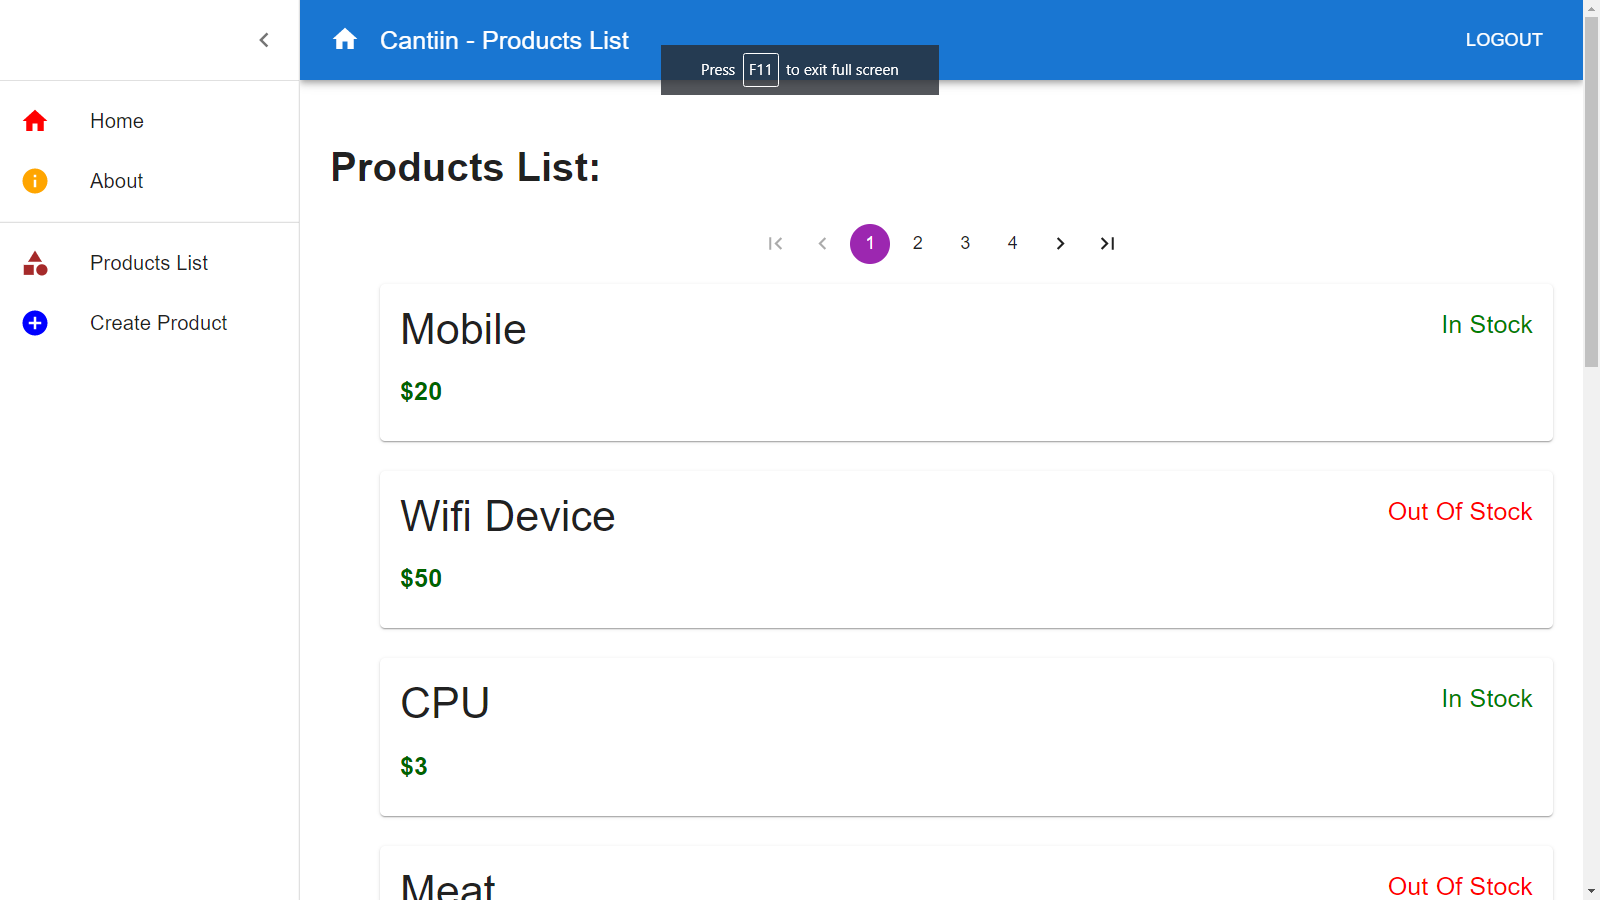 Cantiin - Products List
LOGOUT
Press F11 to exit full screen
Home
About
Products List
Create Product
Products List:
1 2 3 4
Mobile
In Stock
$20
Wifi Device
Out Of Stock
$50
CPU
In Stock
$3
Meat
Out Of Stock